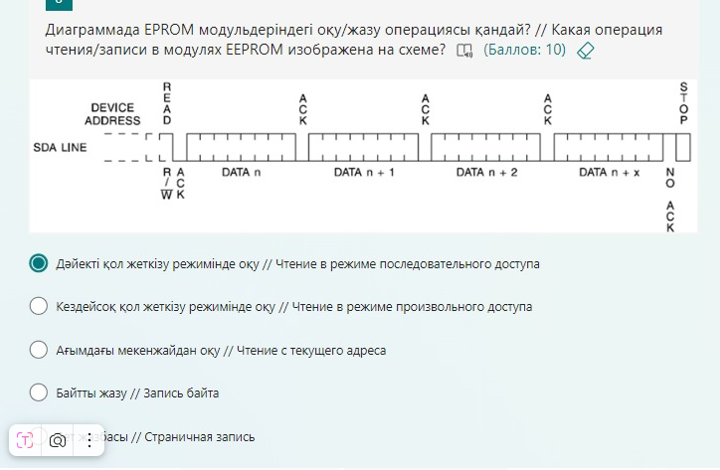 Диаграммада EPROM модульдеріндегі оқу/жазу операциясы қандай? // Какая операция
чтения/записи в модулях EEPROM изображена на схеме? (Баллов: 10)
READ
ACK
ACK
ACK
STOP
DEVICE
ADDRESS
SDA LINE
R/W
ACK
DATA n
DATA n + 1
DATA n + 2
DATA n + x
NO ACK
Дәйекті қол жеткізу режимінде оқу // Чтение в режиме последовательного доступа
Кездейсоқ қол жеткізу режимінде оқу // Чтение в режиме произвольного доступа
Ағымдағы мекенжайдан оқу // Чтение с текущего адреса
Байтты жазу // Запись байта
// Страничная запись